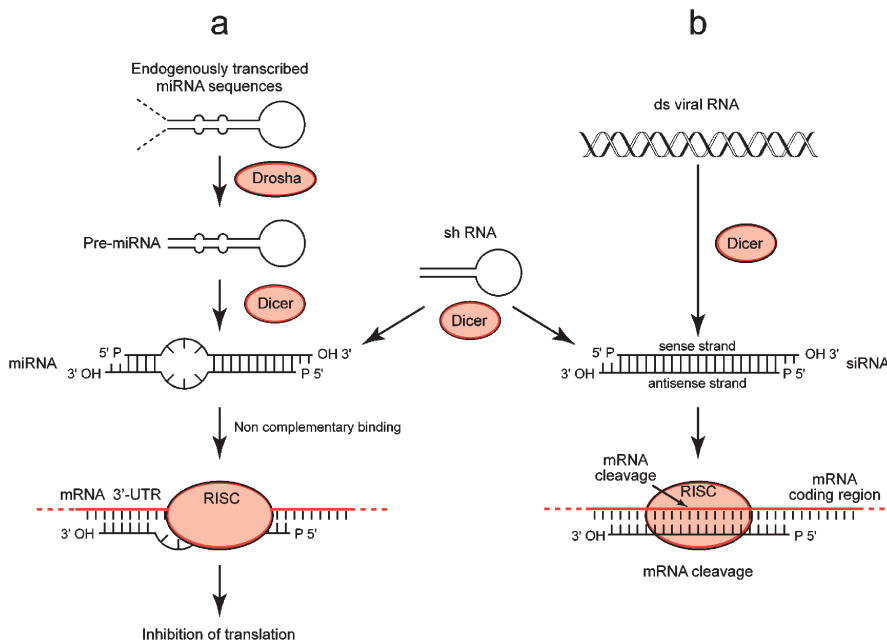 a
b
Endogenously transcribed
miRNA sequences
ds viral RNA
Drosha
Pre-miRNA
sh RNA
Dicer
Dicer
Dicer
miRNA
5' P
OH 3'
3' OH
P 5'
5' P
sense strand
OH 3'
3' OH
antisense strand
P 5'
siRNA
Non complementary binding
mRNA 3'-UTR
RISC
3' OH
P 5'
mRNA
cleavage
RISC
mRNA
coding region
3' OH
P 5'
mRNA cleavage
Inhibition of translation